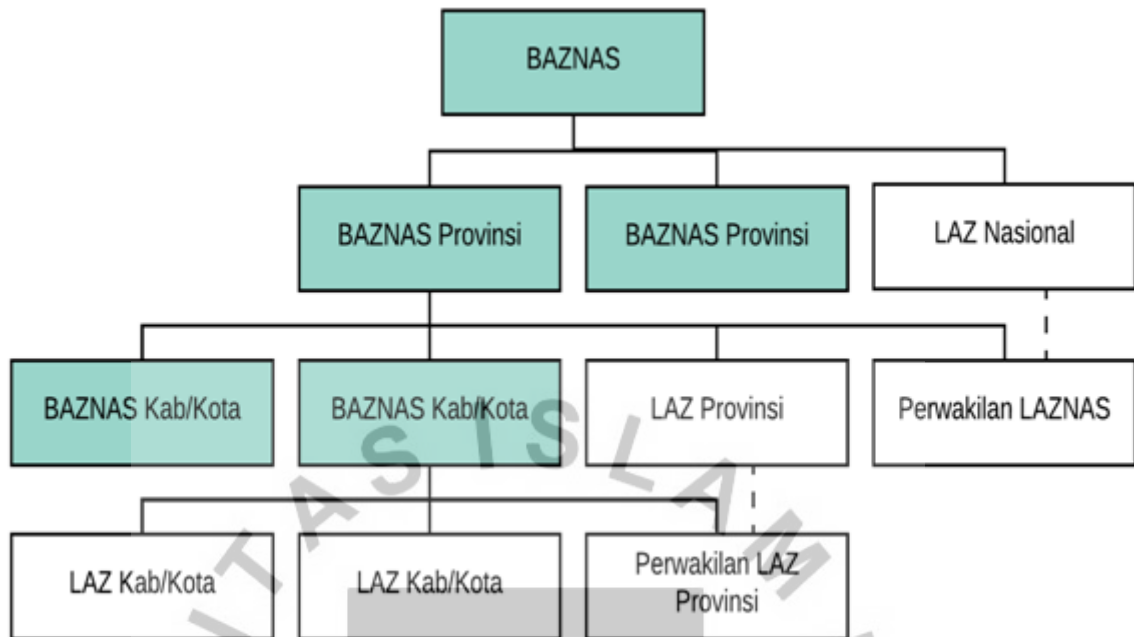 BAZNAS
BAZNAS Provinsi
BAZNAS Provinsi
LAZ Nasional
BAZNAS Kab/Kota
BAZNAS Kab/Kota
LAZ Provinsi
Perwakilan LAZNAS
LAZ Kab/Kota
LAZ Kab/Kota
Perwakilan LAZ
Provinsi
ITAS ISLAM